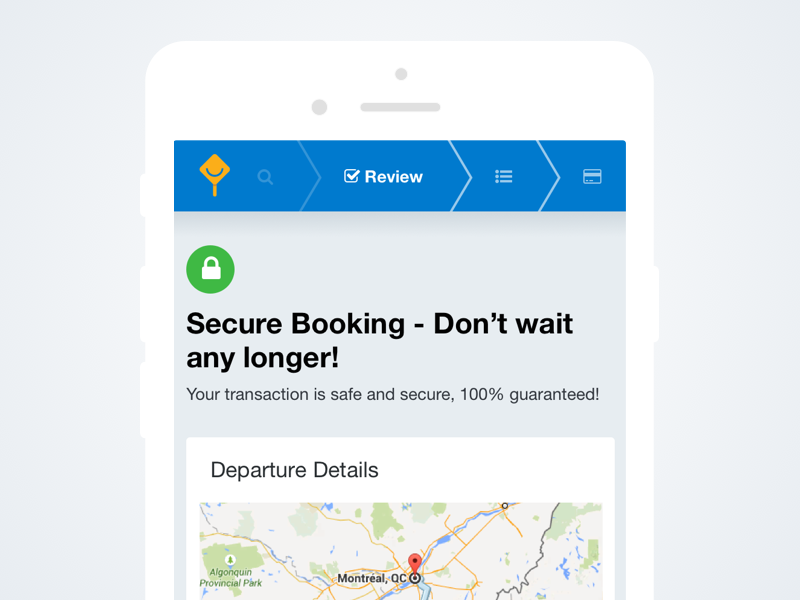 Review
Secure Booking - Don’t wait
any longer!
Your transaction is safe and secure, 100% guaranteed!
Departure Details
Algonquin
Provincial Park
Montreal, QC